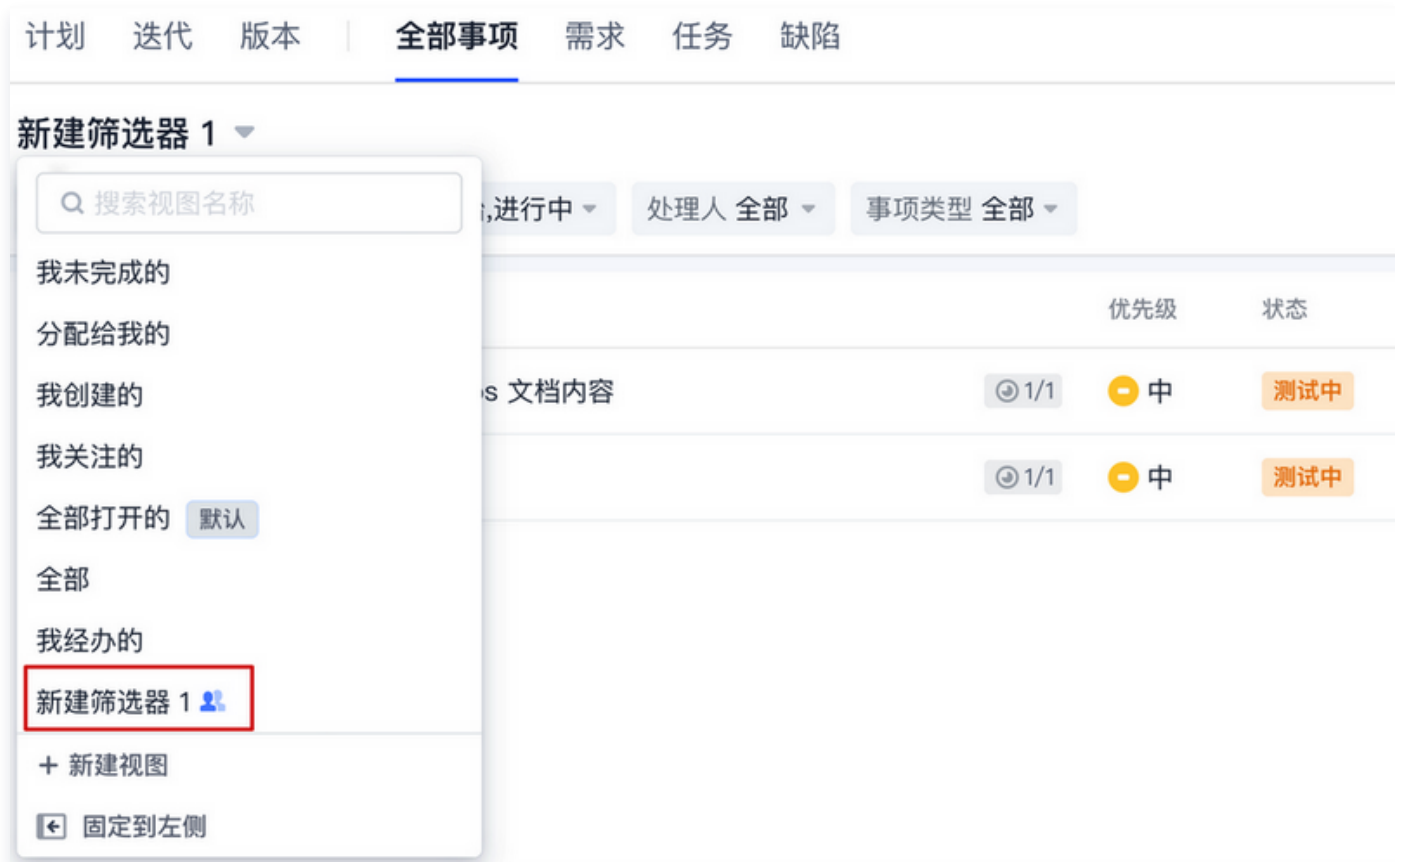 计划 迭代 版本 全部事项 需求 任务 缺陷
新建筛选器 1
搜索视图名称
,进行中 处理人 全部 事项类型 全部
我未完成的
分配给我的
我创建的
我关注的
全部打开的 默认
全部
我经办的
新建筛选器 1
+ 新建视图
固定到左侧
优先级 状态
s 文档内容 1/1 中 测试中
1/1 中 测试中